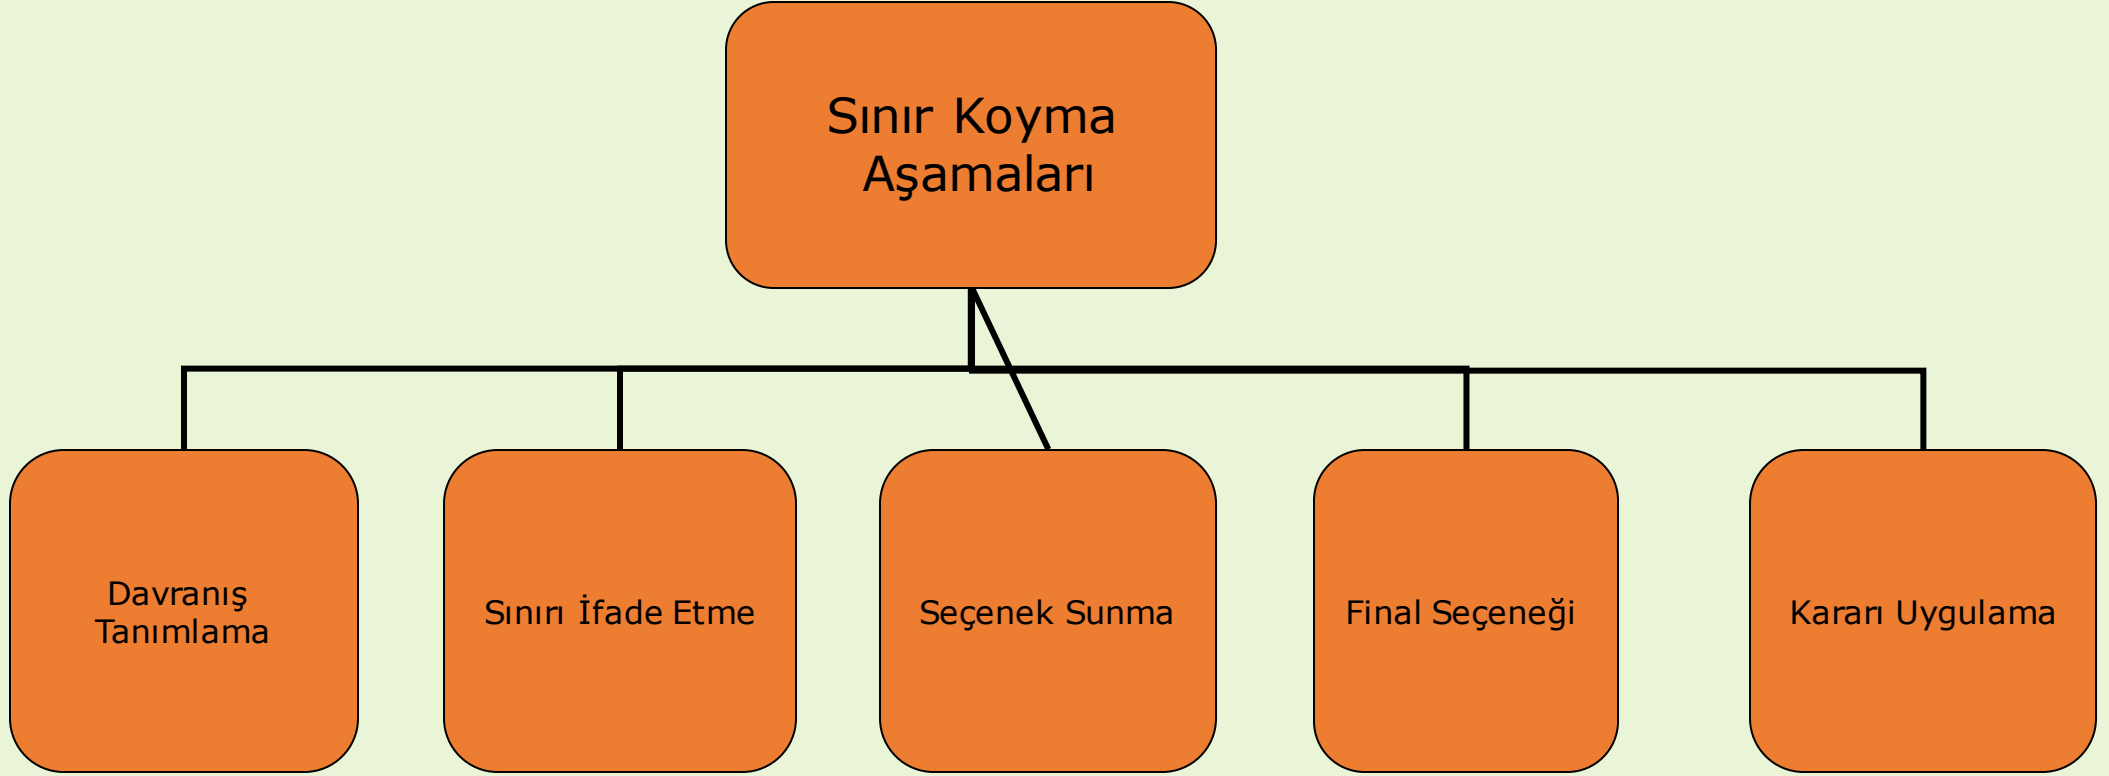 Sınır Koyma
Aşamaları
Davranış
Tanımlama
Sınırı İfade Etme
Seçenek Sunma
Final Seçeneği
Kararı Uygulama